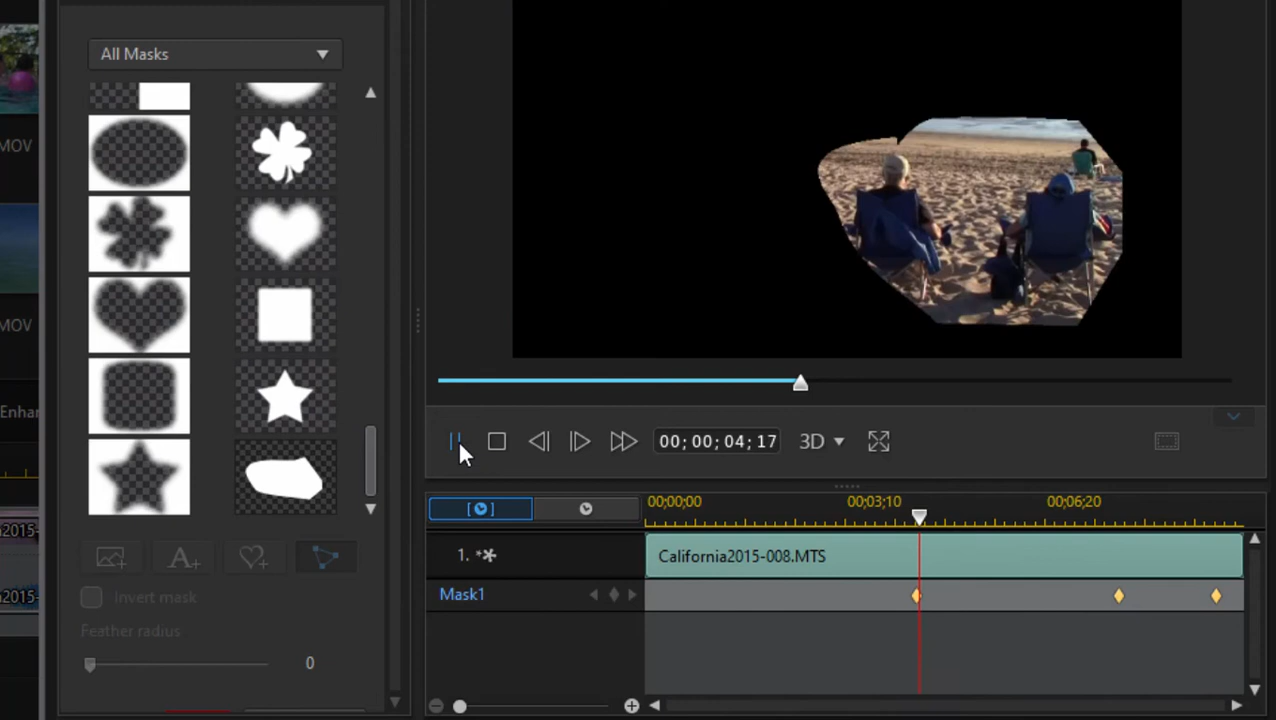 All Masks
MOV
MOV
Enhan
2015-
2015-
Invert mask
Feather radius
0
00; 00; 04; 17
3D
00;00;00
00;03;10
00;06;20
1.
California2015-008.MTS
Mask1